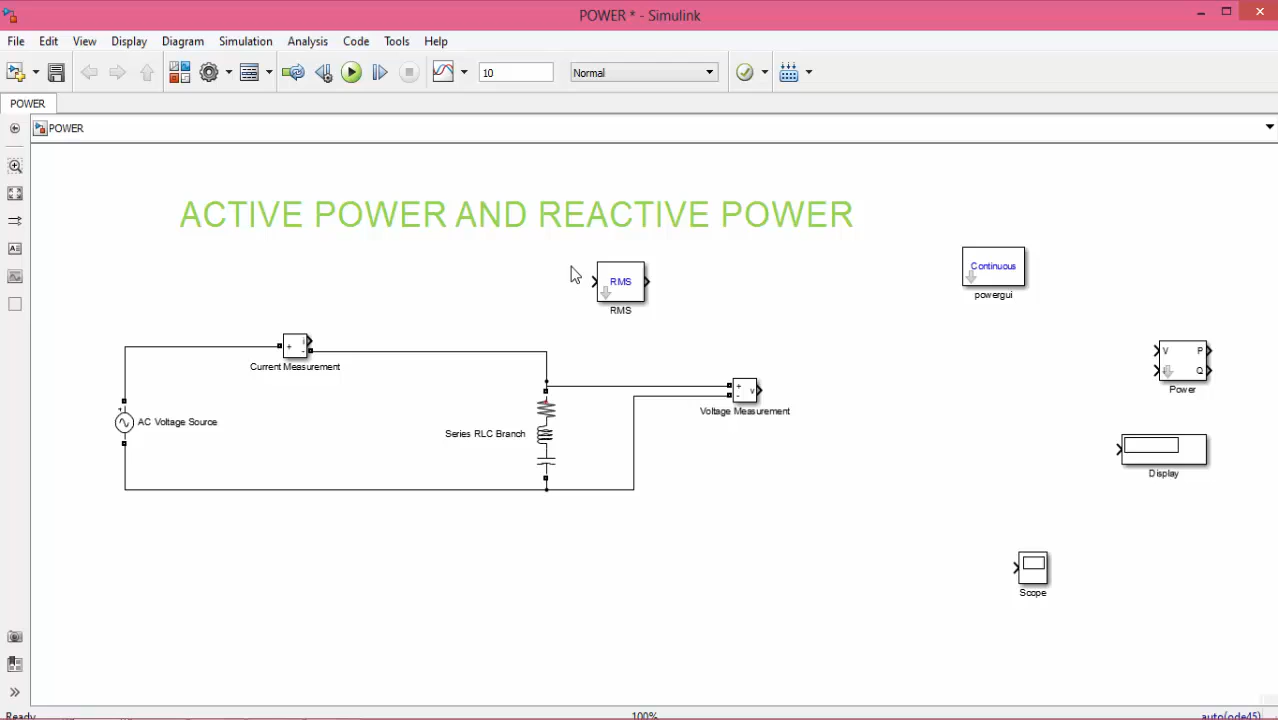 POWER * - Simulink
File Edit View Display Diagram Simulation Analysis Code Tools Help
10 Normal
POWER
POWER
ACTIVE POWER AND REACTIVE POWER
RMS
RMS
Continuous
powergui
i
+
-
Current Measurement
V P
Q
Power
+
v
-
Voltage Measurement
+
AC Voltage Source
Series RLC Branch
Display
Scope
Ready 100% auto(ode45)